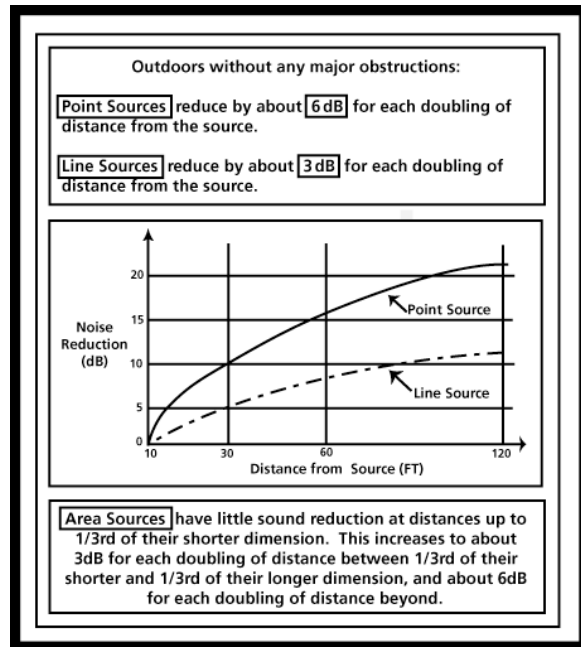 Outdoors without any major obstructions:
Point Sources reduce by about 6 dB for each doubling of
distance from the source.
Line Sources reduce by about 3 dB for each doubling of
distance from the source.
20
15
Noise
Reduction
(dB)
10
5
0
Point Source
Line Source
10 30 60 120
Distance from Source (FT)
Area Sources have little sound reduction at distances up to
1/3rd of their shorter dimension. This increases to about
3dB for each doubling of distance between 1/3rd of their
shorter and 1/3rd of their longer dimension, and about 6dB
for each doubling of distance beyond.